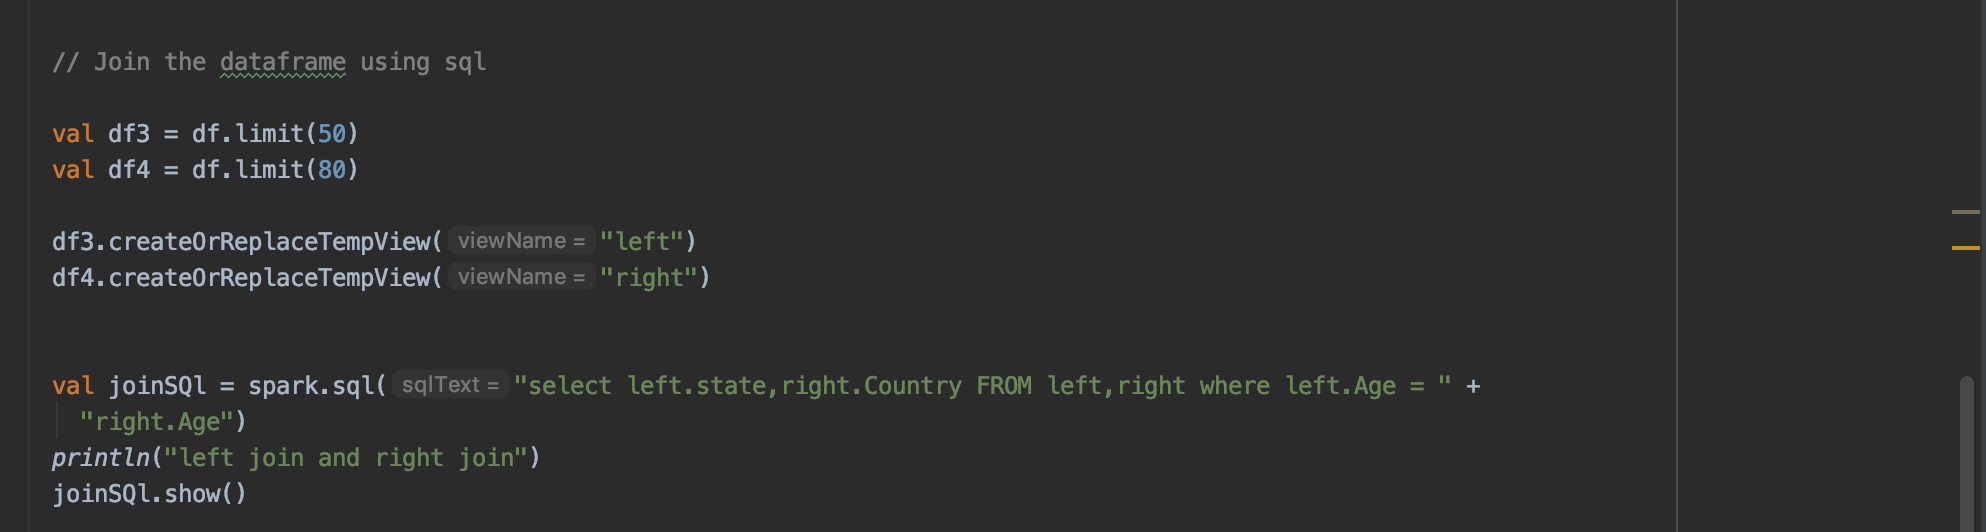 // Join the dataframe using sql
val df3 = df.limit(50)
val df4 = df.limit(80)
df3.createOrReplaceTempView( viewName = "left")
df4.createOrReplaceTempView( viewName = "right")
val joinSQl = spark.sql( sqlText = "select left.state,right.Country FROM left,right where left.Age = " +
"right.Age")
println("left join and right join")
joinSQl.show()